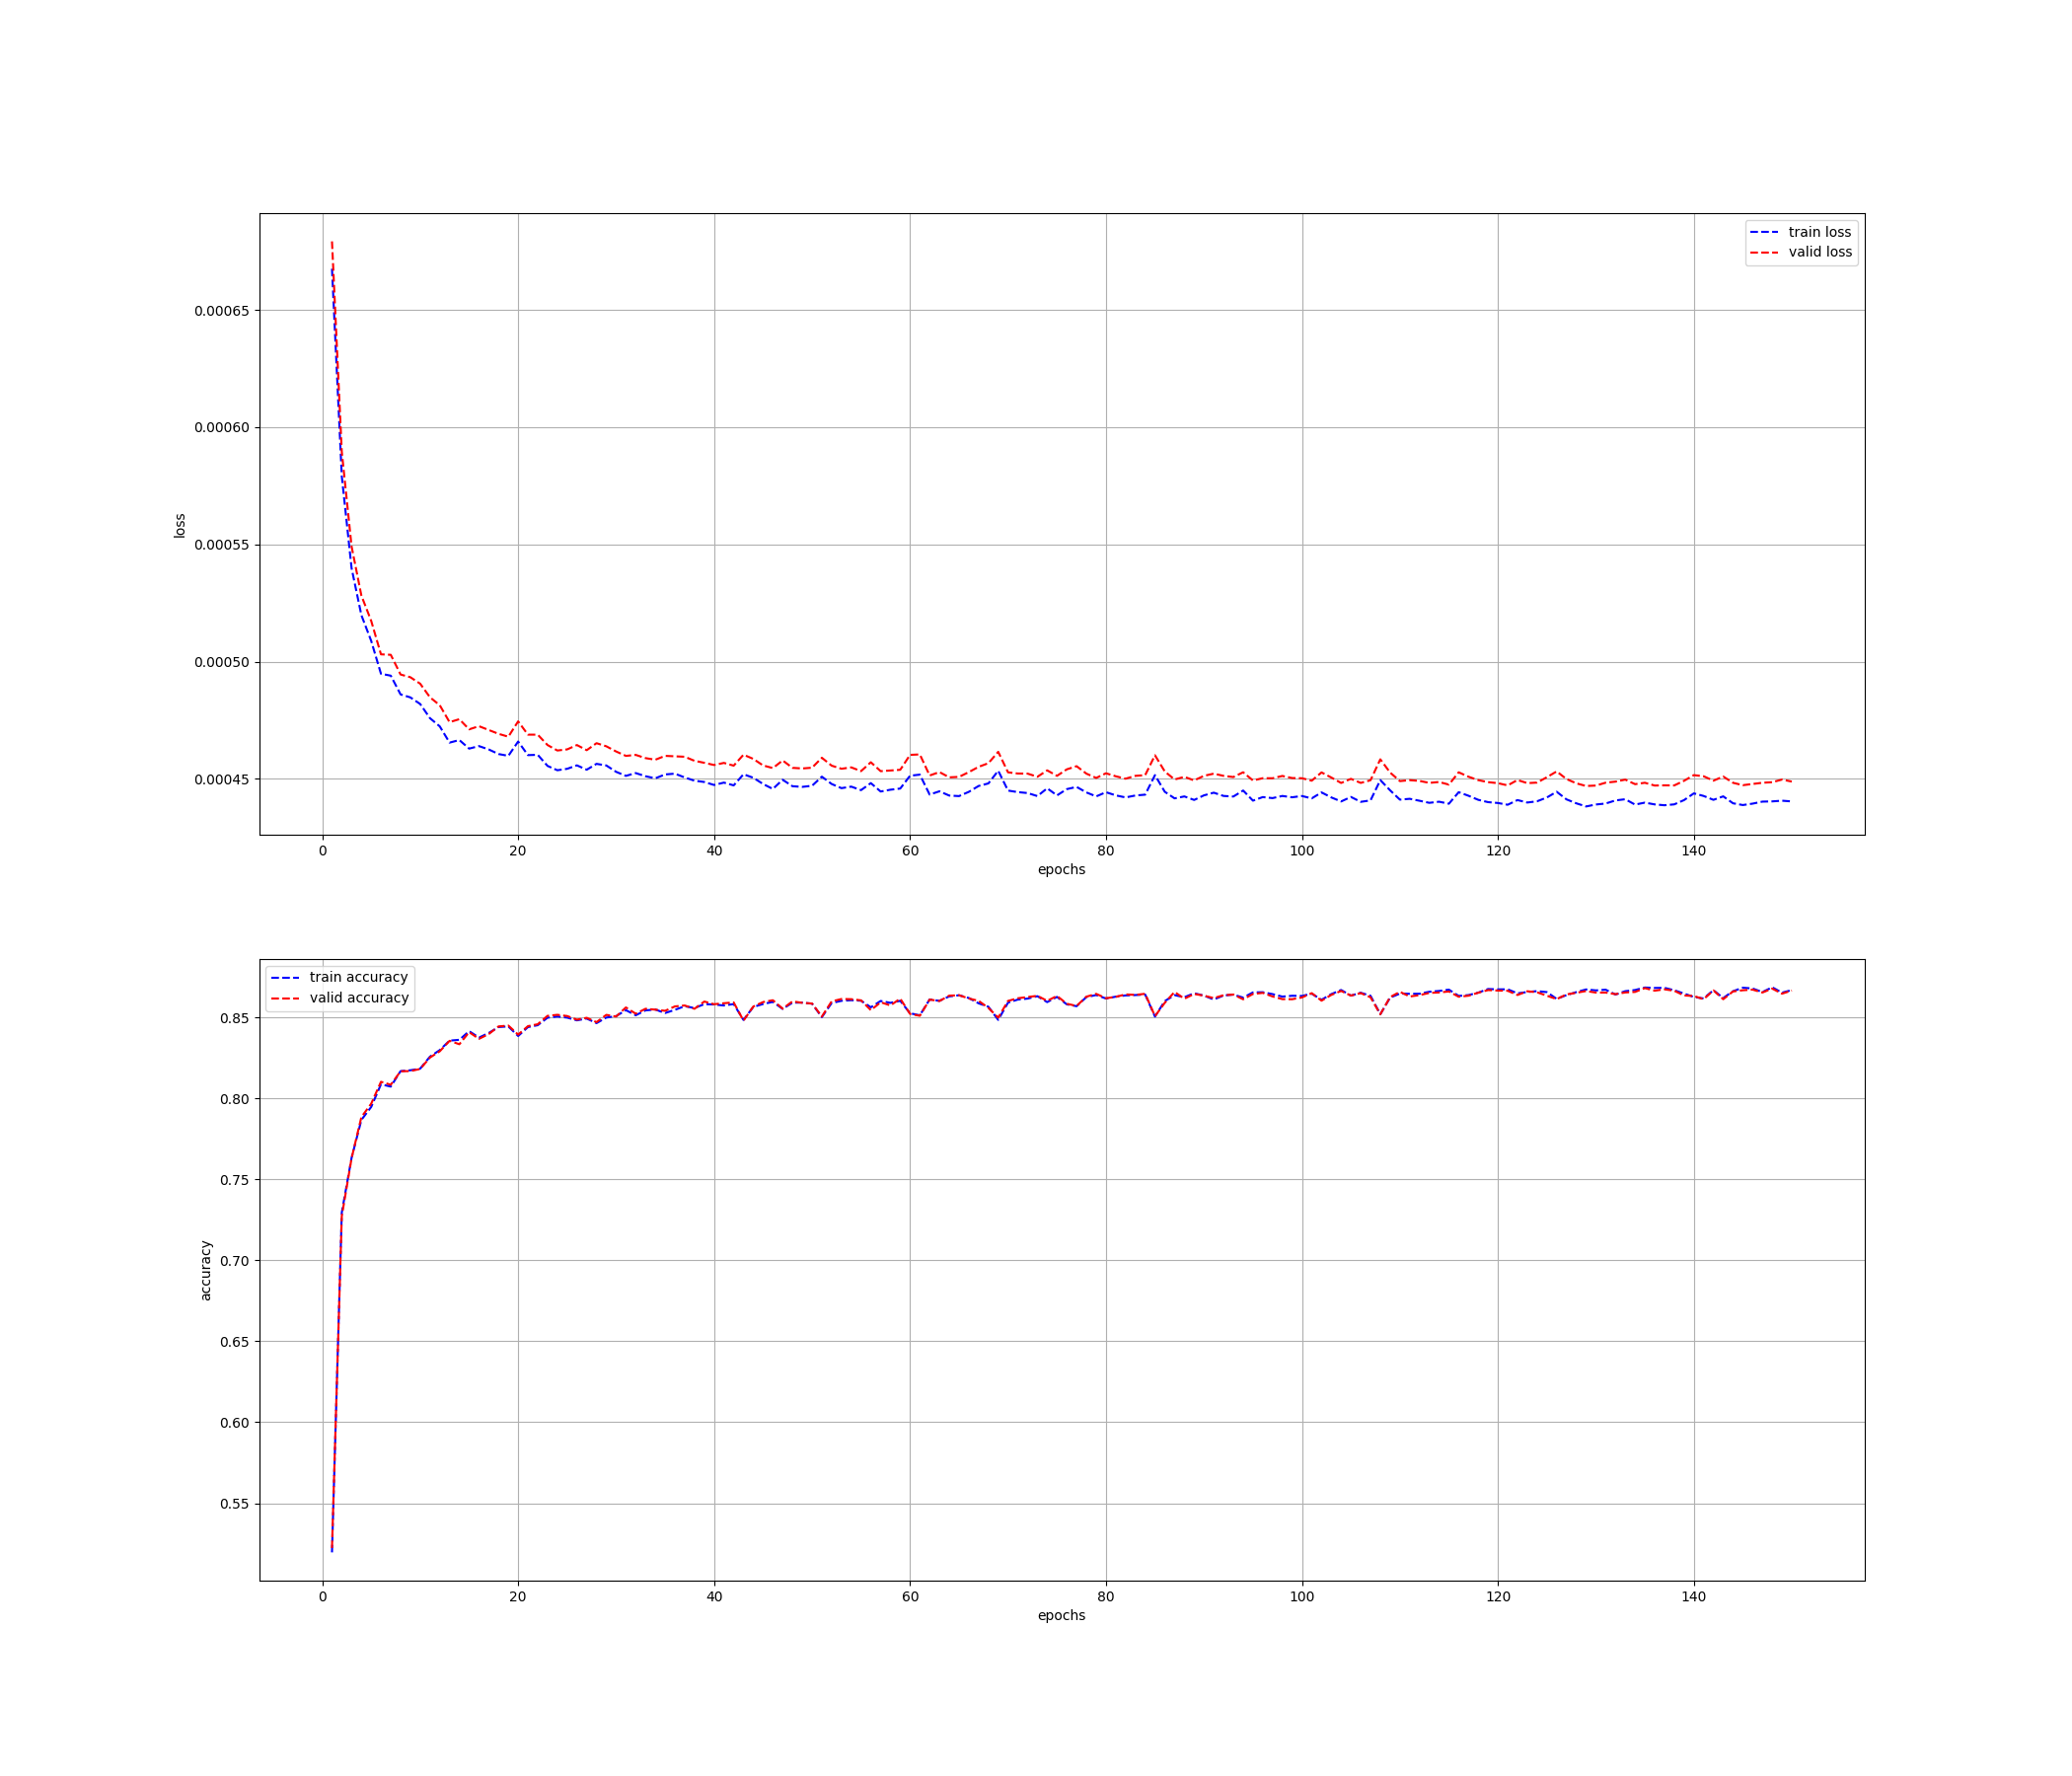 train loss
valid loss
0.00065
0.00060
0.00055
0.00050
0.00045
loss
0 20 40 60 80 100 120 140
epochs
train accuracy
valid accuracy
0.85
0.80
0.75
0.70
0.65
0.60
0.55
accuracy
0 20 40 60 80 100 120 140
epochs